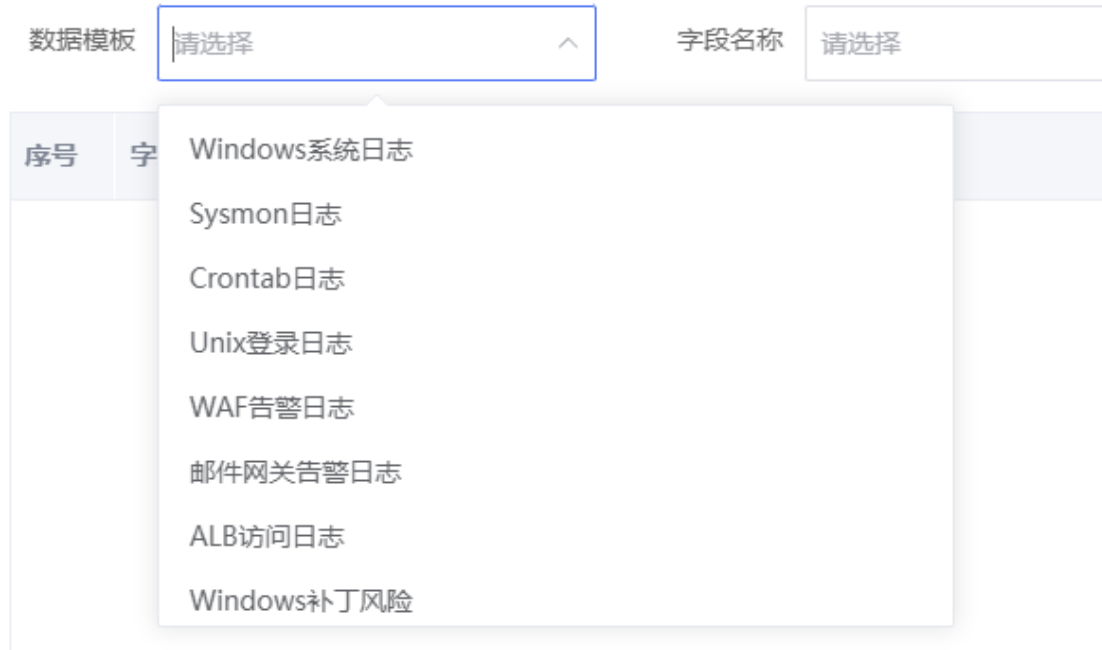 数据模板 请选择 字段名称 请选择
序号 字
Windows系统日志
Sysmon日志
Crontab日志
Unix登录日志
WAF告警日志
邮件网关告警日志
ALB访问日志
Windows补丁风险